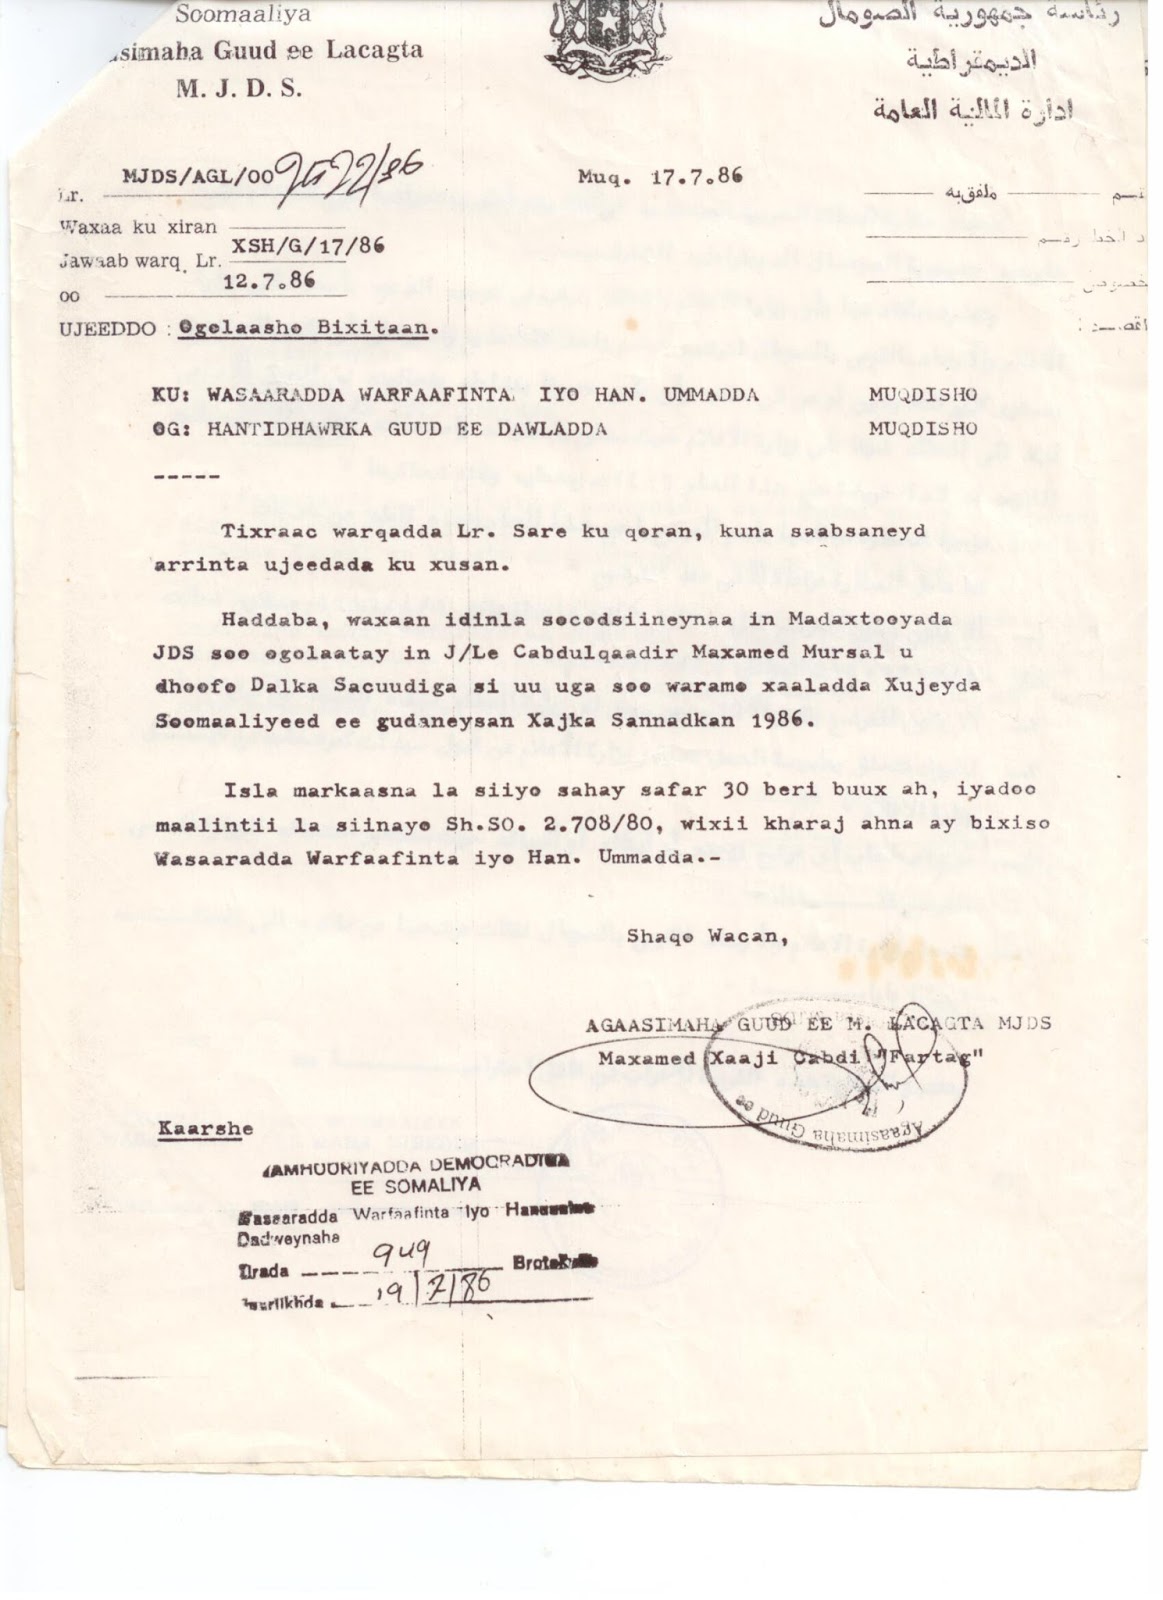 Soomaaliya
Guud ee Lacagta
M. J. D. S.
رئاسة جمهورية الصومال
الديمقراطية
ادارة المالية العامة
Lr. MJDS/AGL/00 2522/86
Muq. 17.7.86
ملفق به
Waxaa ku xiran
Jawaab warq. Lr. XSH/G/17/86
oo 12.7.86
UJEEDDO : Ogolaasho Bixitaan.
KU: WASAARADDA WARFAAFINTA IYO HAN. UMMADDA MUQDISHO
OG: HANTIDHAWRKA GUUD EE DAWLADDA MUQDISHO
-----
Tixraac warqadda Lr. Sare ku qoran, kuna saabsaneyd
arrinta ujeedada ku xusan.
Haddaba, waxaan idinla socodsiineynaa in Madaxtooyada
JDS soo ogolaatay in J/Le Cabdulqaadir Maxamed Mursal u
dhoofo Dalka Sacuudiga si uu uga soo waramo xaaladda Xujeyda
Soomaaliyeed ee gudaneysan Xajka Sannadkan 1986.
Isla markaasna la siiyo sahay safar 30 beri buux ah, iyadoo
maalintii la siinayo Sh.SO. 2.708/80, wixii kharaj ahna ay bixiso
Wasaaradda Warfaafinta iyo Han. Ummadda.-
Shaqo Wacan,
AGAASIMAHA GUUD EE M. LACAGTA MJDS
Maxamed Xaaji Cabdi "Fartag"
Agaasimaha Guud ee
Kaarshe
EE SOMALIYA
Wasaaradda Warfaafinta Iyo
Dadweynaha
Tirada 949
19/7/86